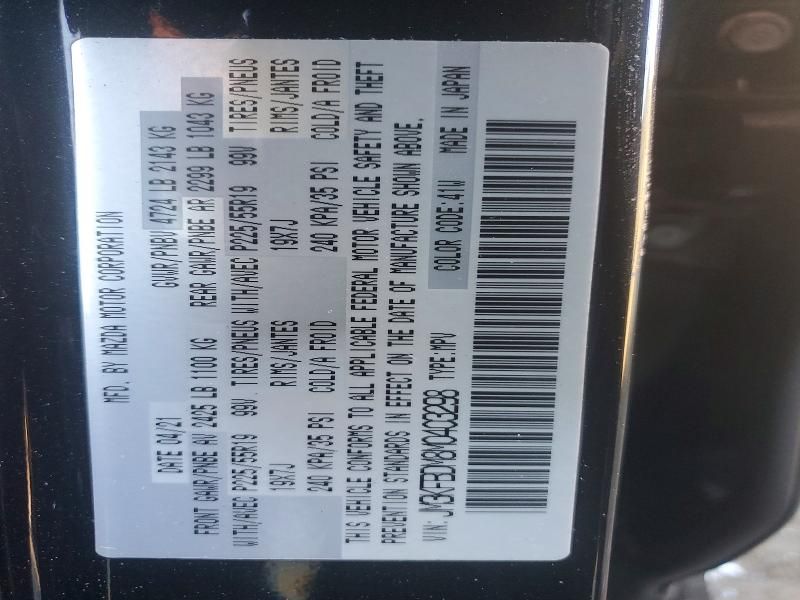 MFD. BY MAZDA MOTOR CORPORATION
DATE 04/21 GVWR/PNBV 4724 LB 2143 KG
FRONT GAWR/PNBE AV 2425 LB 1100 KG REAR GAWR/PNBE AR 2299 LB 1043 KG
WITH/AVEC P225/55R19 99V. TIRES/PNEUS WITH/AVEC P225/55R19 99V TIRES/PNEUS
19X7J RIMS/JANTES 19X7J RIMS/JANTES
240 KPA/35 PSI COLD/A FROID 240 KPA/35 PSI COLD/A FROID
THIS VEHICLE CONFORMS TO ALL APPLICABLE FEDERAL MOTOR VEHICLE SAFETY AND THEFT
PREVENTION STANDARDS IN EFFECT ON THE DATE OF MANUFACTURE SHOWN ABOVE.
VIN: JM3KFBDY8M0403298 TYPE:MPV COLOR CODE:41W MADE IN JAPAN